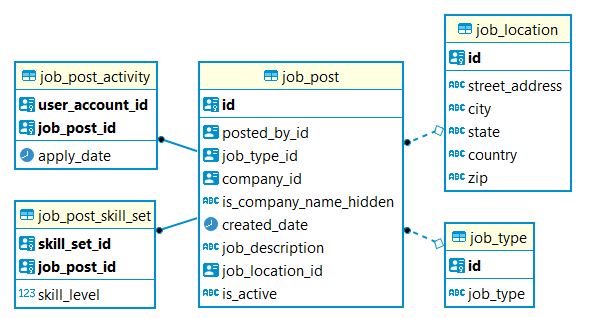 job_post_activity
user_account_id
job_post_id
apply_date
job_post_skill_set
skill_set_id
job_post_id
123 skill_level
job_post
id
posted_by_id
job_type_id
company_id
ABC is_company_name_hidden
created_date
ABC job_description
job_location_id
ABC is_active
job_location
id
ABC street_address
ABC city
ABC state
ABC country
ABC zip
job_type
id
ABC job_type